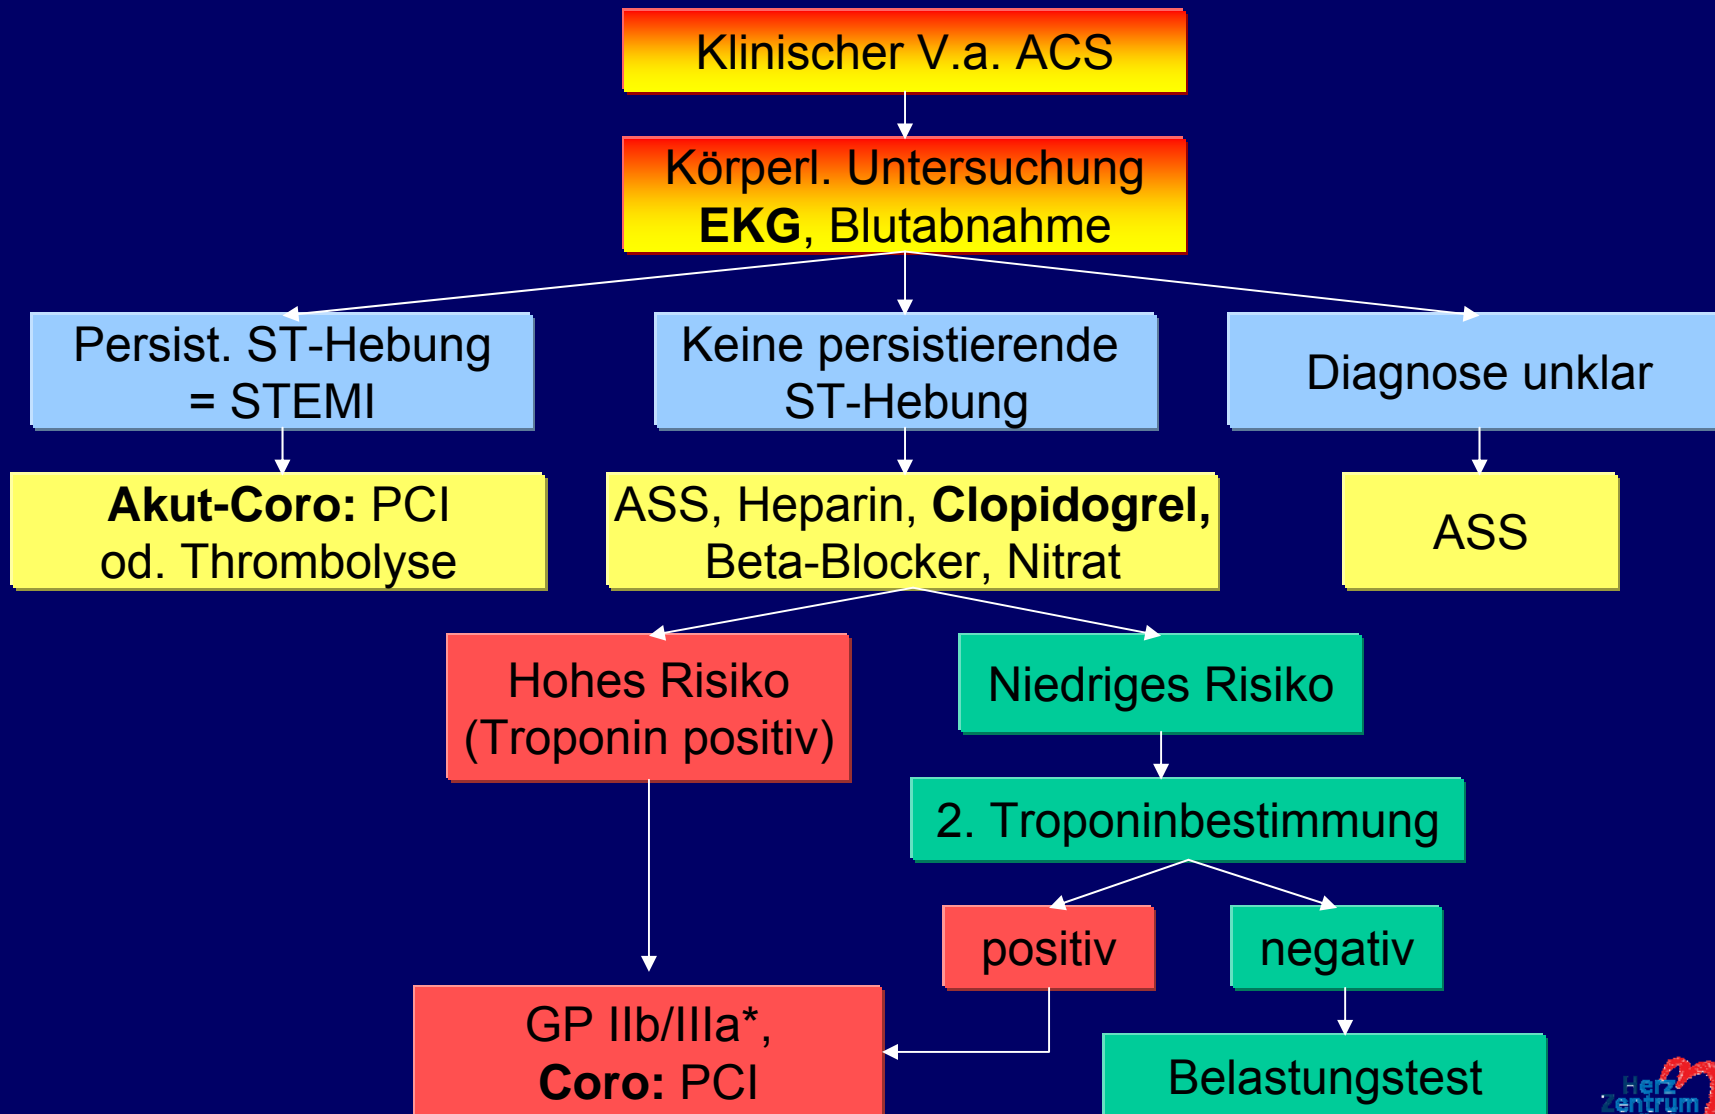 Klinischer V.a. ACS
Körperl. Untersuchung
EKG, Blutabnahme
Persist. ST-Hebung
= STEMI
Keine persistierende
ST-Hebung
Diagnose unklar
Akut-Coro: PCI
od. Thrombolyse
ASS, Heparin, Clopidogrel,
Beta-Blocker, Nitrat
ASS
Hohes Risiko
(Troponin positiv)
Niedriges Risiko
2. Troponinbestimmung
positiv
negativ
GP IIb/IIIa*,
Coro: PCI
Belastungstest
Herz
Zentrum